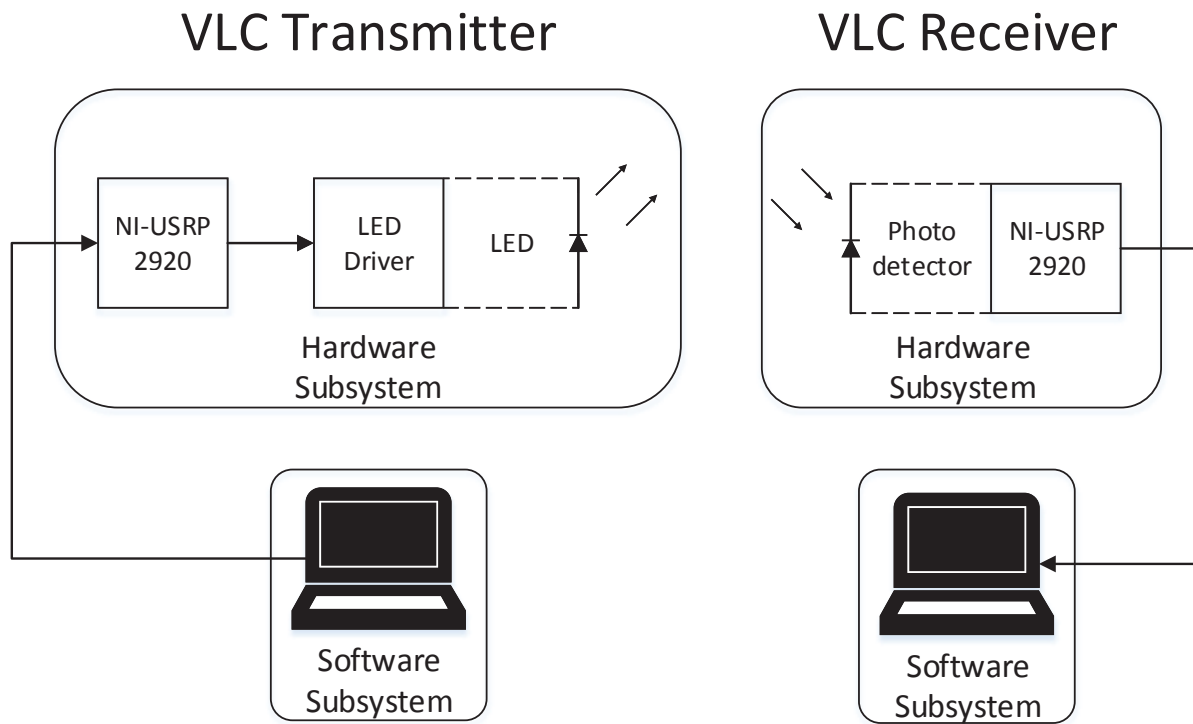 VLC Transmitter
NI-USRP
2920
LED
Driver
LED
Hardware
Subsystem
Software
Subsystem
VLC Receiver
Photo
detector
NI-USRP
2920
Hardware
Subsystem
Software
Subsystem